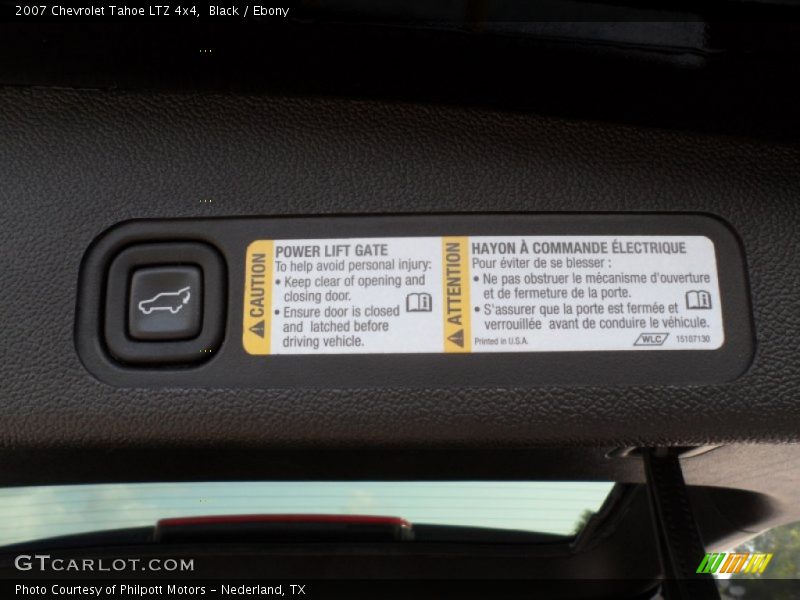 2007 Chevrolet Tahoe LTZ 4x4, Black / Ebony
CAUTION
POWER LIFT GATE
To help avoid personal injury:
• Keep clear of opening and
closing door.
• Ensure door is closed
and latched before
driving vehicle.
ATTENTION
HAYON À COMMANDE ÉLECTRIQUE
Pour éviter de se blesser :
• Ne pas obstruer le mécanisme d'ouverture
et de fermeture de la porte.
• S'assurer que la porte est fermée et
verrouillée avant de conduire le véhicule.
Printed in U.S.A.
WLC
15107130
GTCARLOT.COM
Photo Courtesy of Philpott Motors - Nederland, TX